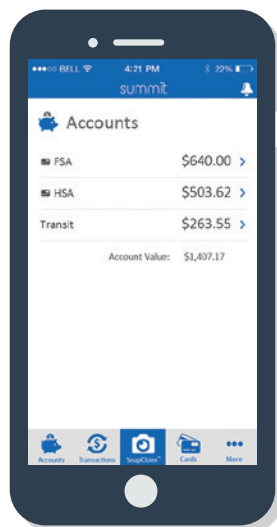 BELL 4:21 PM 22%
summit
Accounts
FSA $640.00 >
HSA $503.62 >
Transit $263.55 >
Account Value: $1,407.17
Accounts Transactions SnapClaim™ Cards More